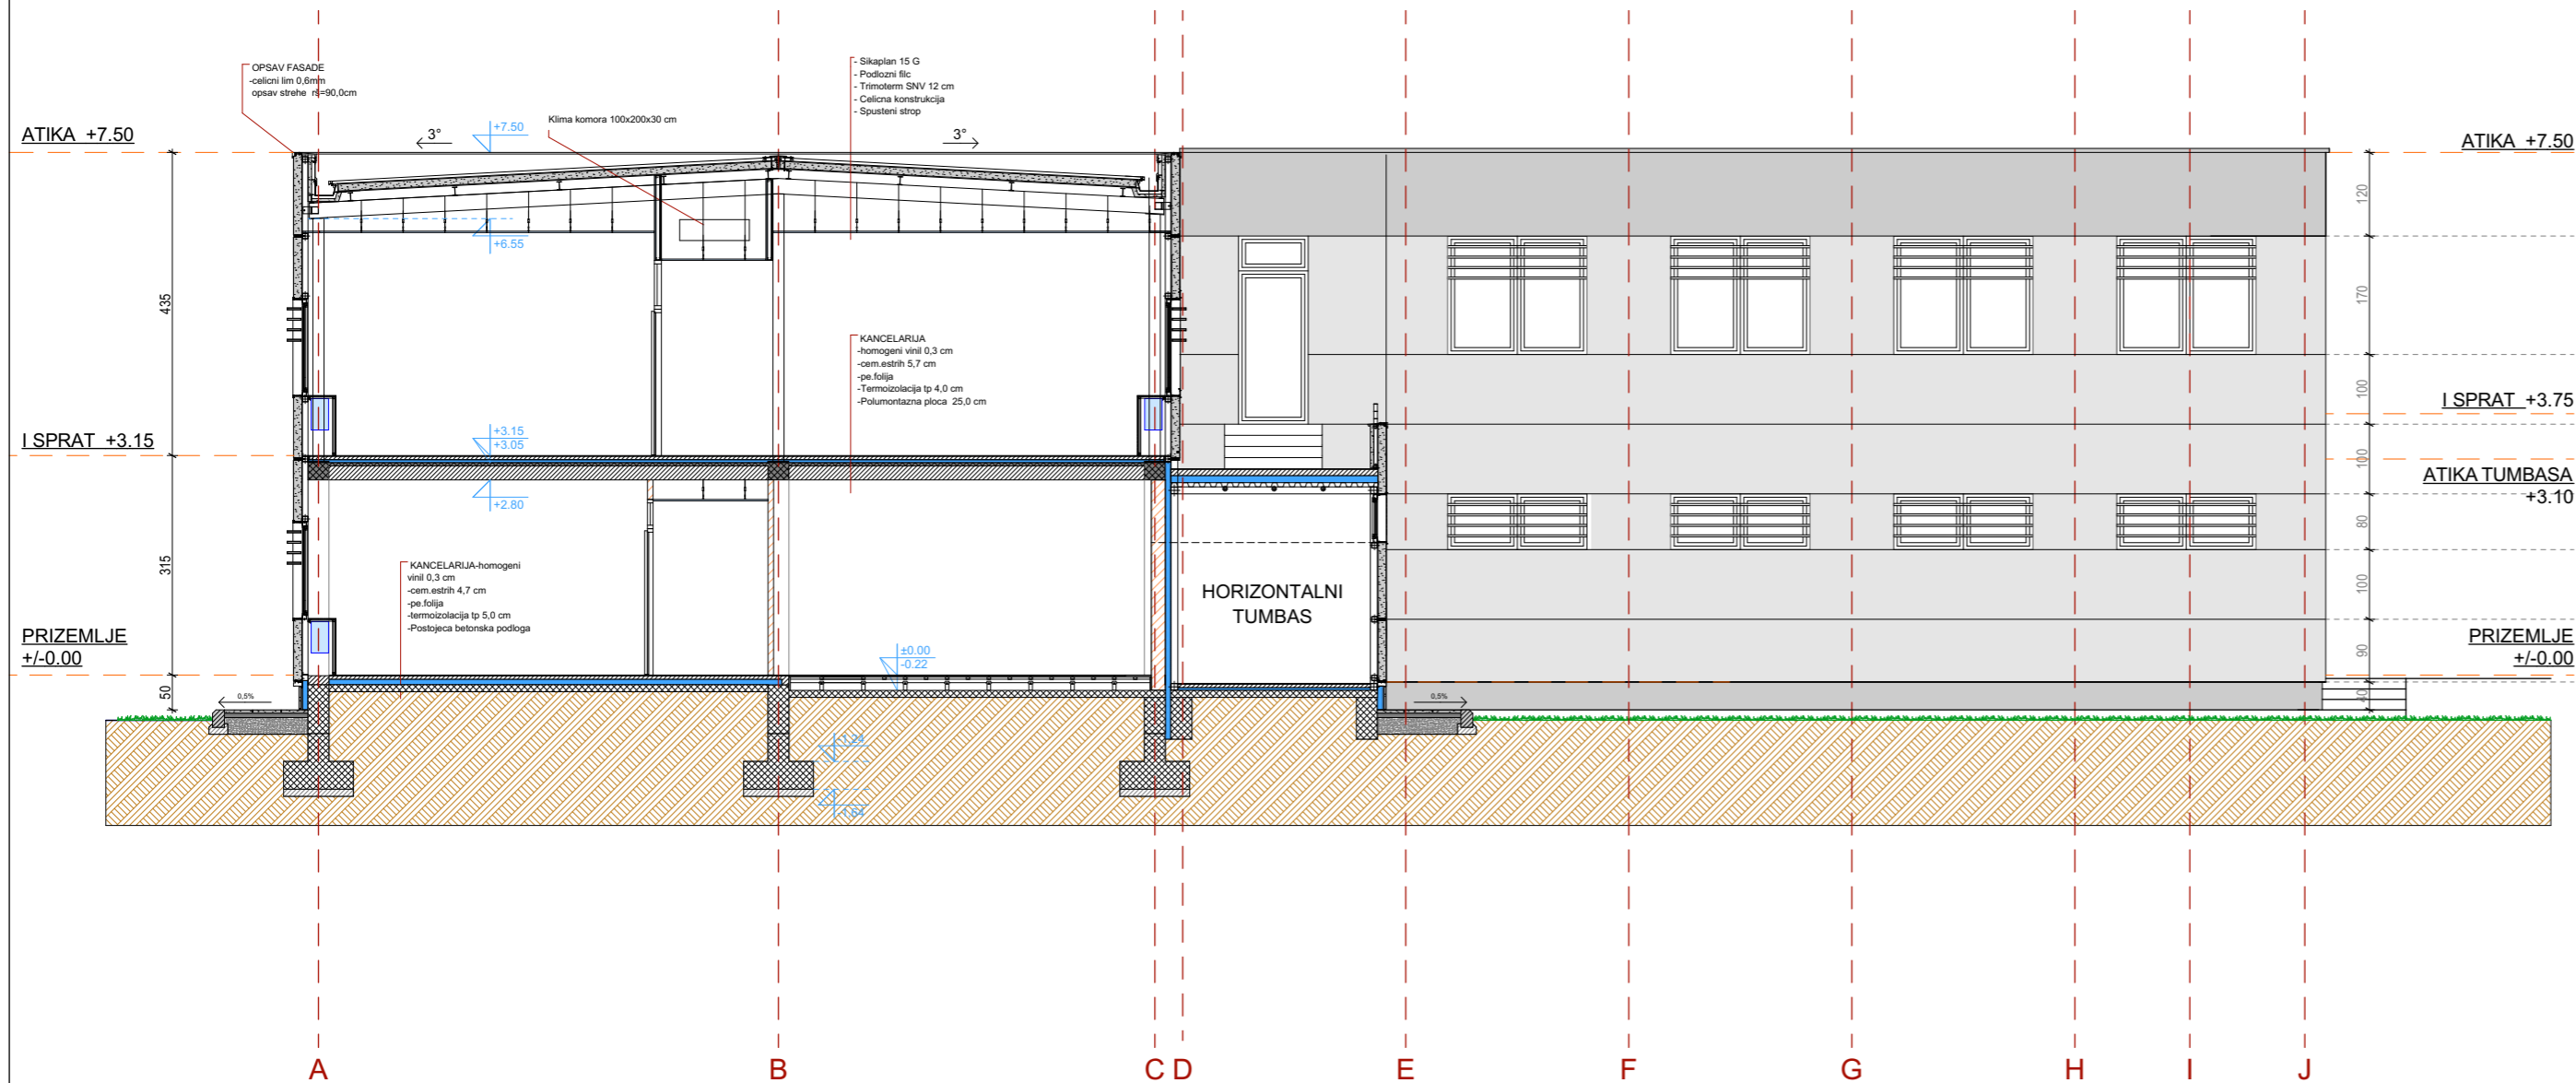 OPSAV FASADE
-celicni lim 0,6mm
opsav strehe rš=90,0cm
- Sikaplan 15 G
- Podlozni filc
- Trimoterm SNV 12 cm
- Celicna konstrukcija
- Spusteni strop
Klima komora 100x200x30 cm
ATIKA +7.50
3°
+7.50
3°
ATIKA +7.50
120
+6.55
435
170
KANCELARIJA
-homogeni vinil 0,3 cm
-cem.estrih 5,7 cm
-pe.folija
-Termoizolacija tp 4,0 cm
-Polumontazna ploca 25,0 cm
100
I SPRAT +3.75
I SPRAT +3.15
+3.15
+3.05
100
ATIKA TUMBASA
+3.10
+2.80
80
315
KANCELARIJA-homogeni
vinil 0,3 cm
-cem.estrih 4,7 cm
-pe.folija
-termoizolacija tp 5,0 cm
-Postojeca betonska podloga
HORIZONTALNI
TUMBAS
100
PRIZEMLJE
+/-0.00
±0.00
-0.22
90
PRIZEMLJE
+/-0.00
50
0,5%
0,5%
40
-1.24
-1.64
A
B
C
D
E
F
G
H
I
J